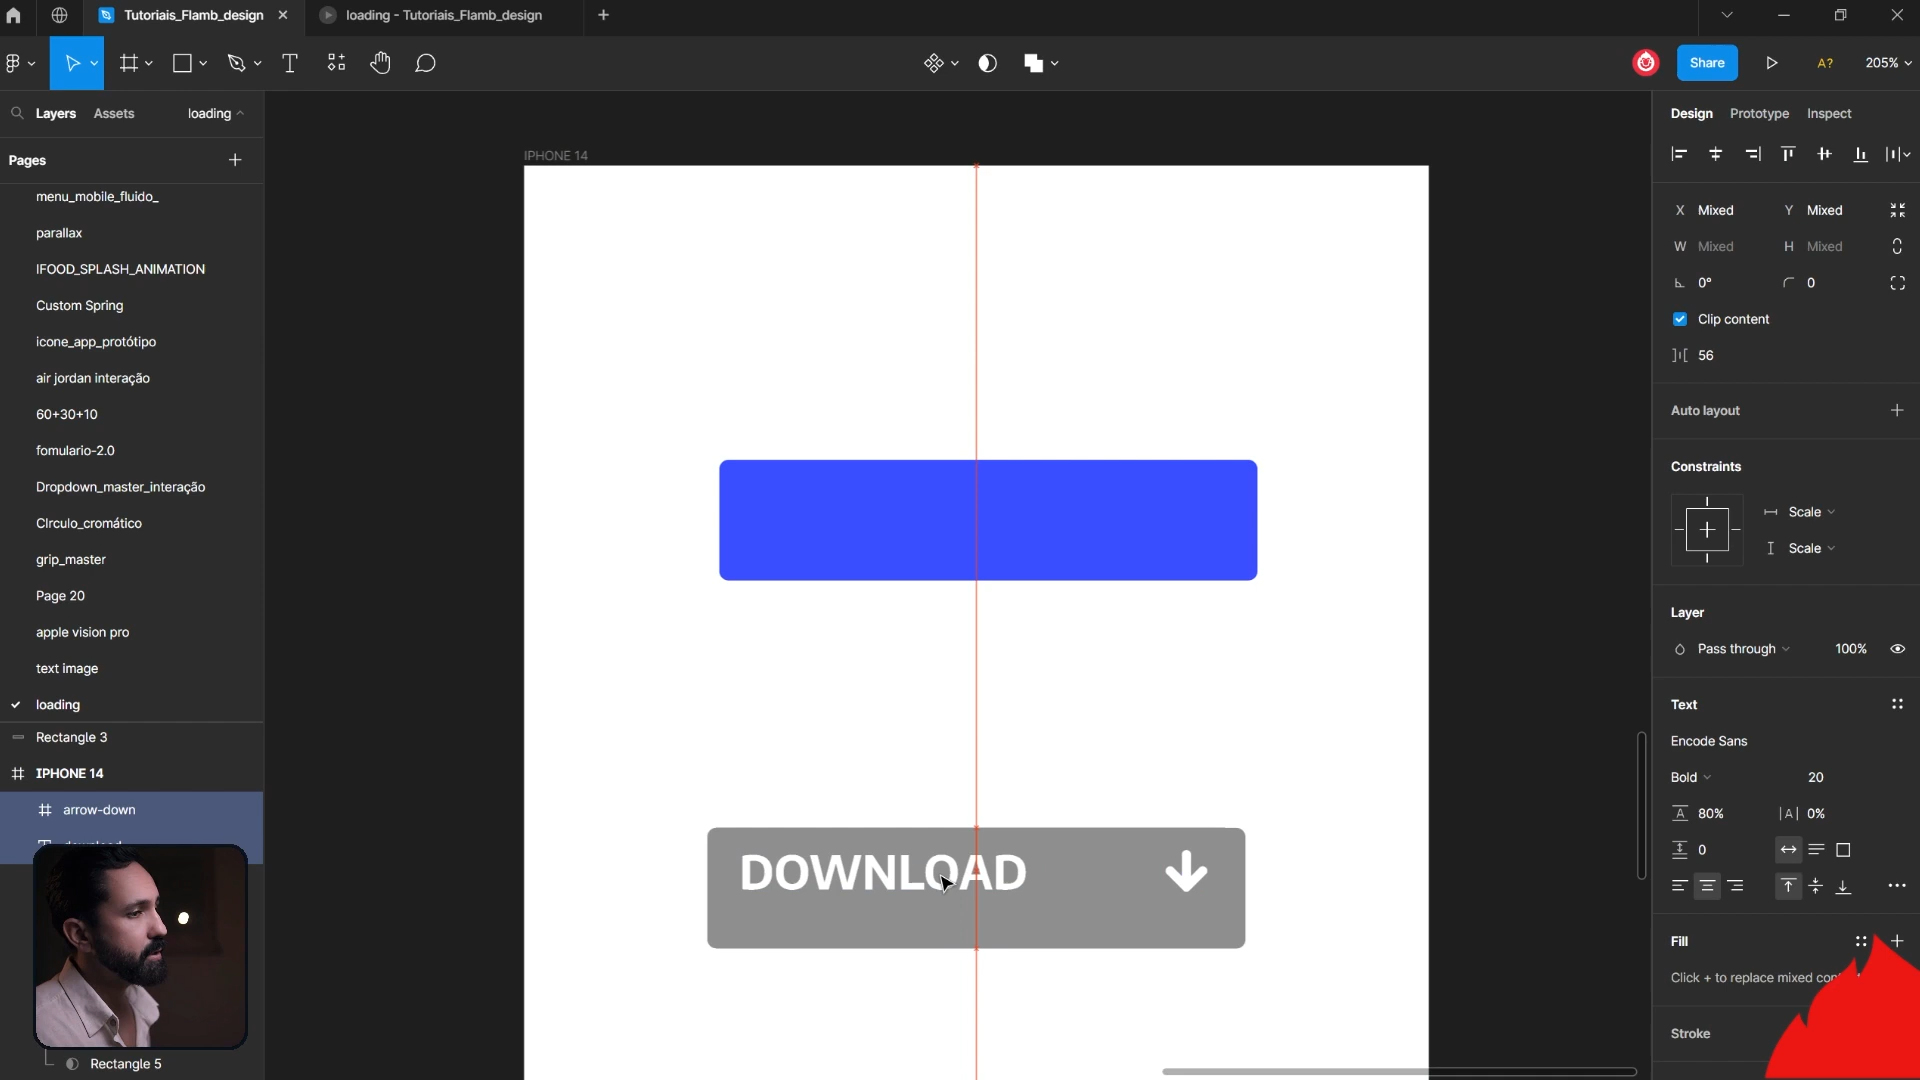 Tutoriais_Flamb_design
loading - Tutoriais_Flamb_design
Share
A?
205%
Layers
Assets
loading
Pages
menu_mobile_fluido_
parallax
IFOOD_SPLASH_ANIMATION
Custom Spring
icone_app_protótipo
air jordan interação
60+30+10
fomulario-2.0
Dropdown_master_interação
CIrculo_cromático
grip_master
Page 20
apple vision pro
text image
loading
Rectangle 3
IPHONE 14
arrow-down
Rectangle 5
IPHONE 14
DOWNLOAD
Design
Prototype
Inspect
X Mixed
Y Mixed
W Mixed
H Mixed
0°
0
Clip content
56
Auto layout
Constraints
Scale
Scale
Layer
Pass through
100%
Text
Encode Sans
Bold
20
80%
|A| 0%
0
Fill
Click + to replace mixed
Stroke